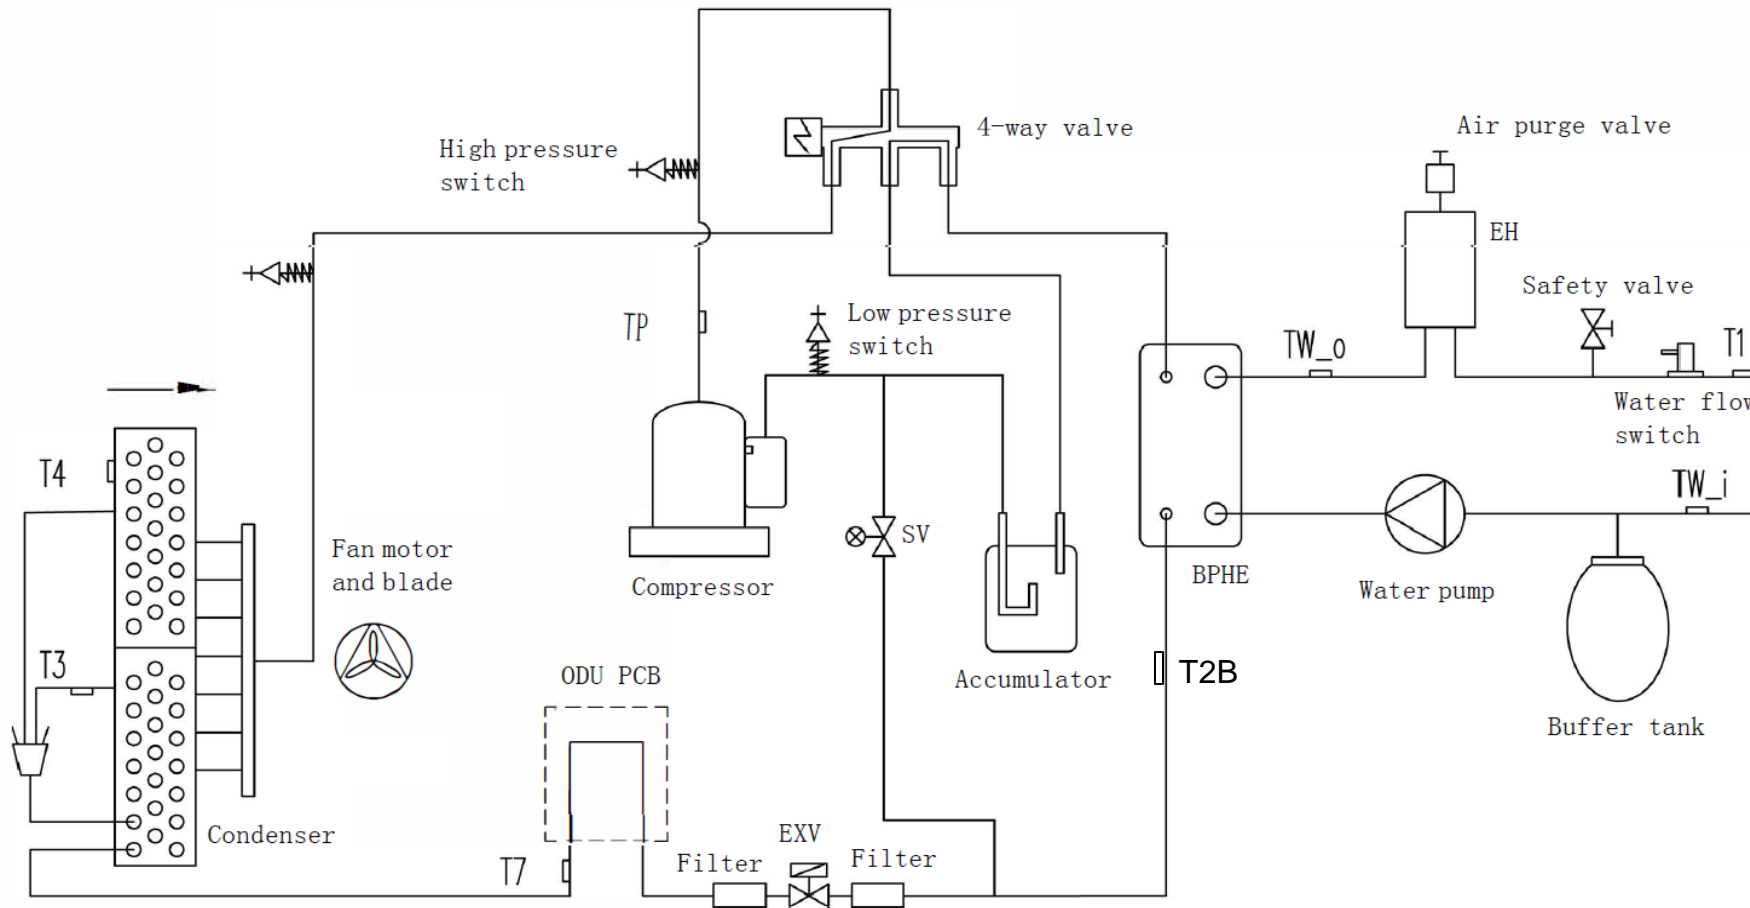 4-way valve
Air purge valve
High pressure
switch
EH
Safety valve
TP
Low pressure
switch
TW_o
T1
Water flow
switch
T4
TW_i
SV
Fan motor
and blade
Compressor
BPHE
Water pump
T3
ODU PCB
Accumulator
T2B
Buffer tank
Condenser
EXV
T7
Filter
Filter